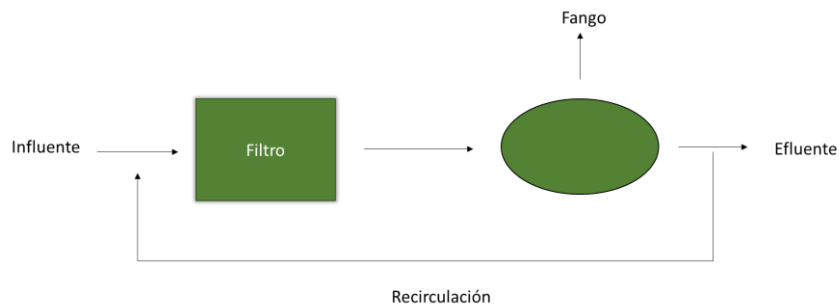 Fango
Influente
Filtro
Efluente
Recirculación